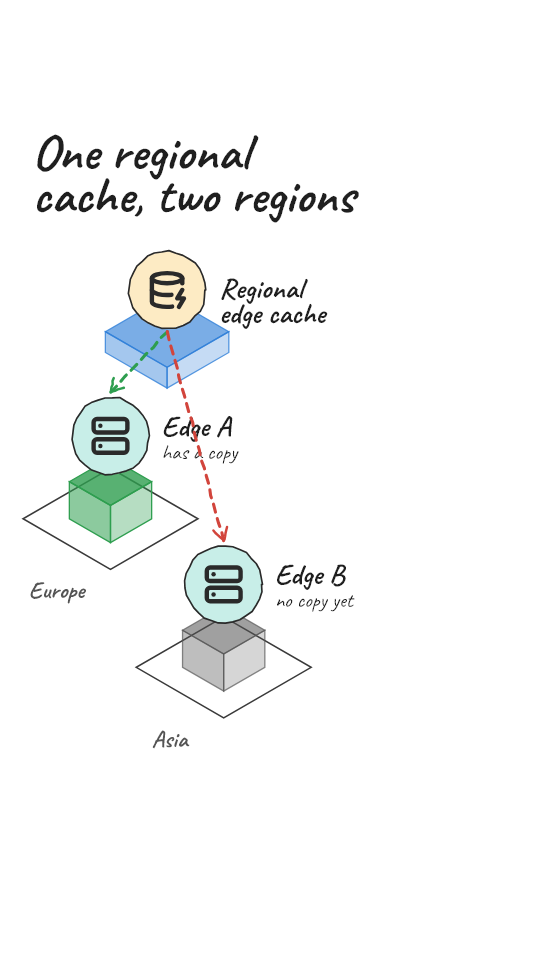 One regional
cache, two regions
Regional
edge cache
Edge A
has a copy
Europe
Edge B
no copy yet
Asia